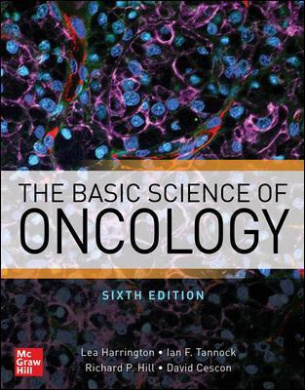 THE BASIC SCIENCE OF
ONCOLOGY
SIXTH EDITION
Lea Harrington • Ian F. Tannock
Richard P. Hill • David Cescon
Mc
Graw
Hill